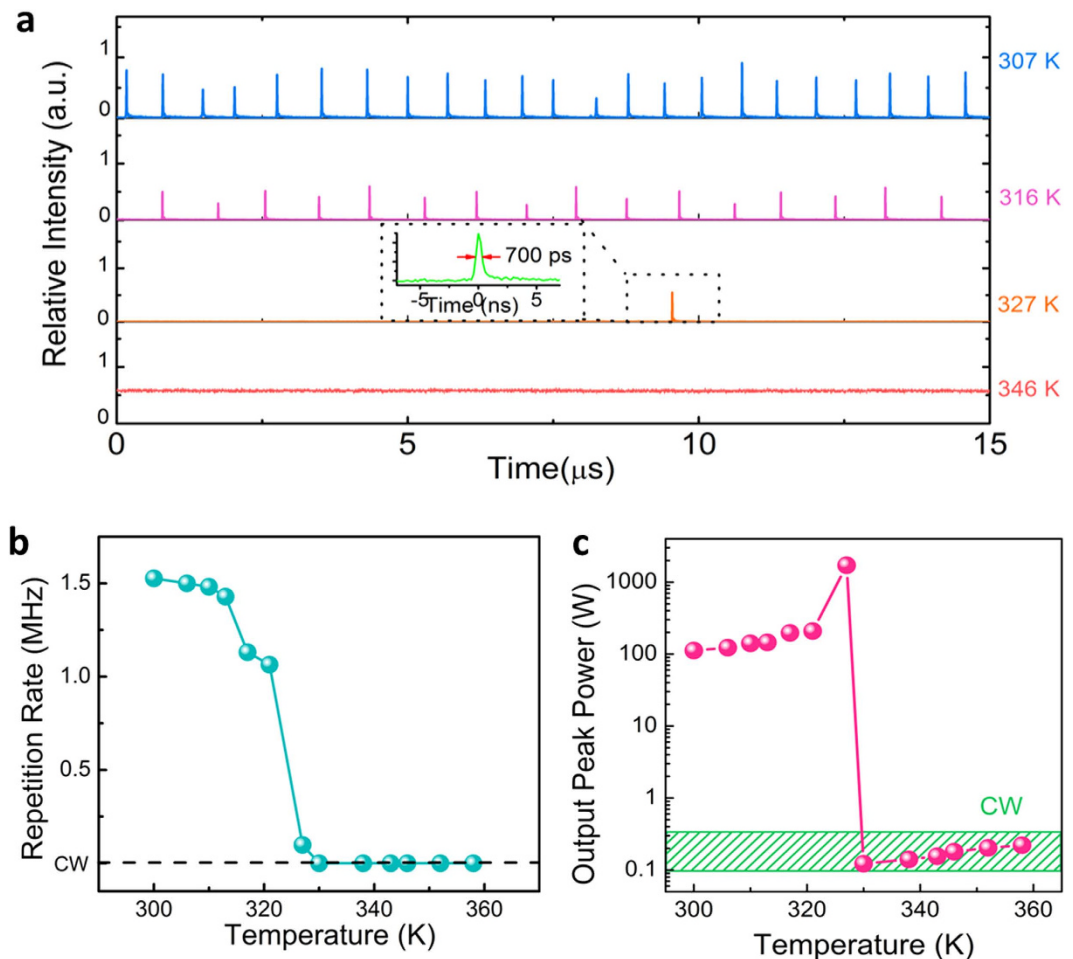 a
Relative Intensity (a.u.)
1
0
307 K
1
0
316 K
1
0
327 K
700 ps
-5 0 5
Time (ns)
1
0
346 K
0 5 10 15
Time(μs)
b
Repetition Rate (MHz)
1.5
1.0
0.5
CW
300 320 340 360
Temperature (K)
c
Output Peak Power (W)
1000
100
10
1
0.1
CW
300 320 340 360
Temperature (K)